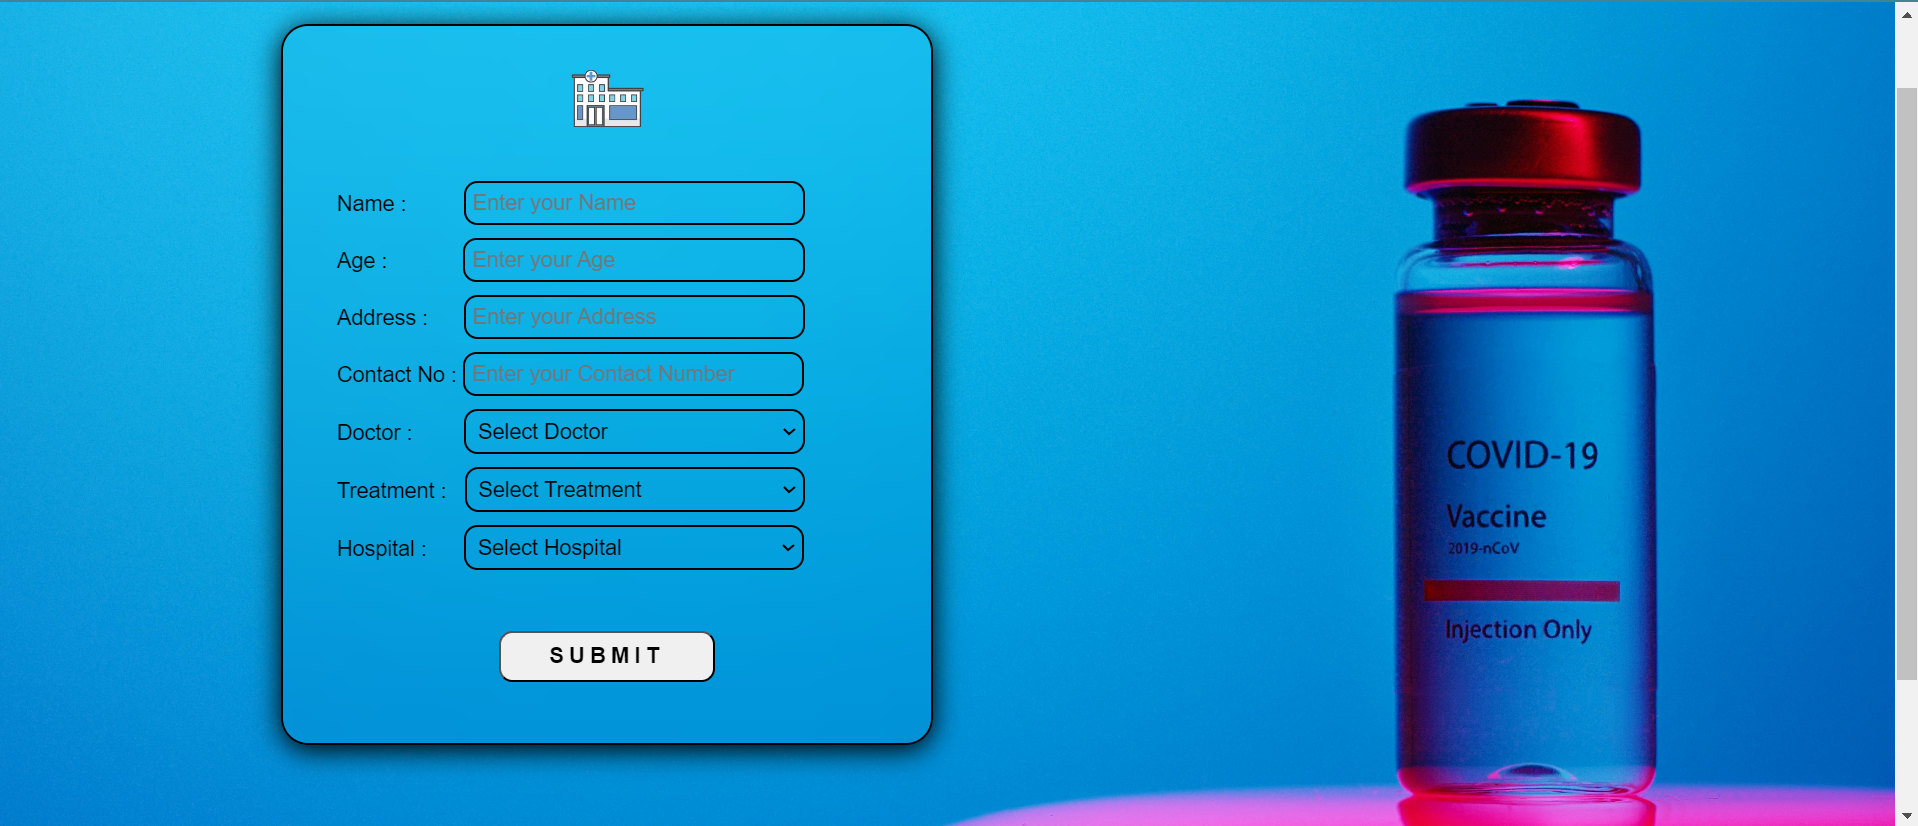 Name : Enter your Name
Age : Enter your Age
Address : Enter your Address
Contact No : Enter your Contact Number
Doctor : Select Doctor
Treatment : Select Treatment
Hospital : Select Hospital
SUBMIT
COVID-19
Vaccine
2019-nCoV
Injection Only